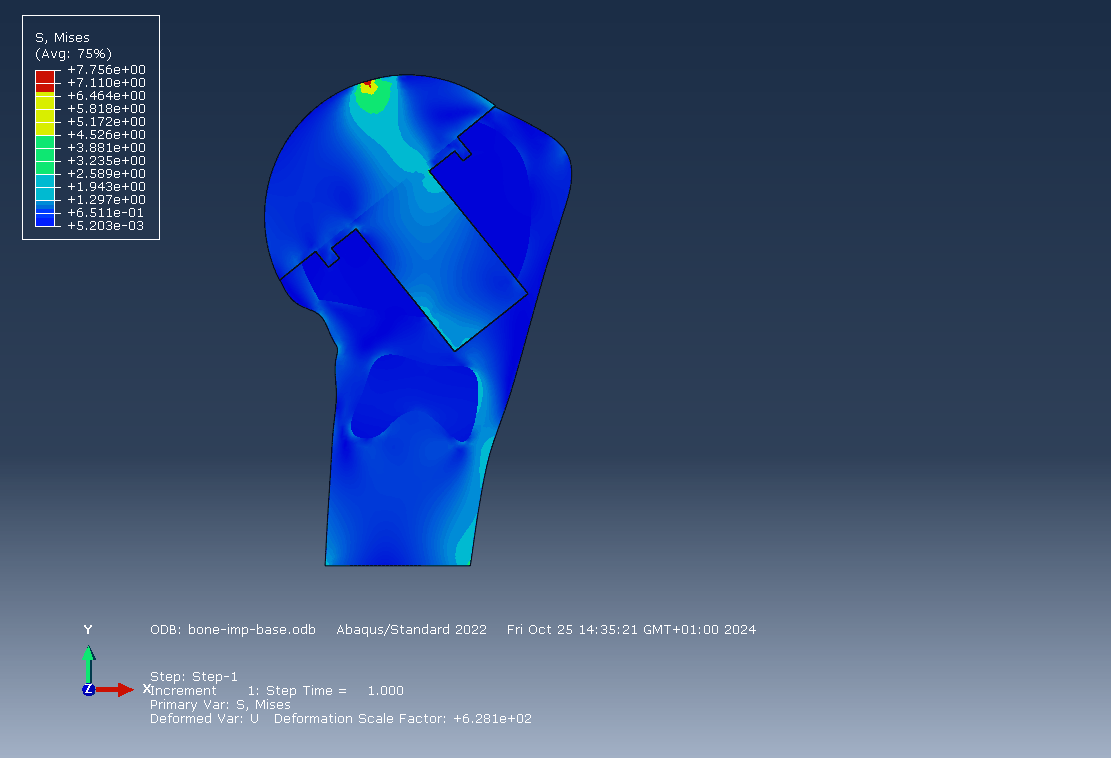 S, Mises
(Avg: 75%)
+7.756e+00
+7.110e+00
+6.464e+00
+5.818e+00
+5.172e+00
+4.526e+00
+3.881e+00
+3.235e+00
+2.589e+00
+1.943e+00
+1.297e+00
+6.511e-01
+5.203e-03
Y
X
Z
ODB: bone-imp-base.odb Abaqus/Standard 2022 Fri Oct 25 14:35:21 GMT+01:00 2024
Step: Step-1
Increment 1: Step Time = 1.000
Primary Var: S, Mises
Deformed Var: U Deformation Scale Factor: +6.281e+02